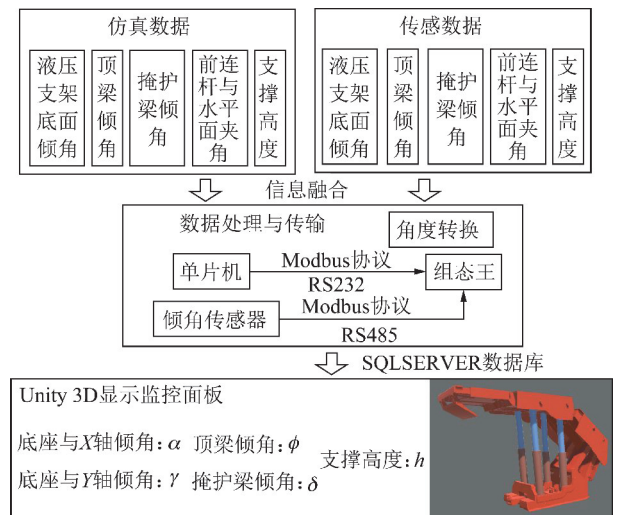 仿真数据
液压
支架
底面
倾角
顶
梁
倾
角
掩护
梁倾
角
前连
杆与
水平
面夹
角
支
撑
高
度
传感数据
液压
支架
底面
倾角
顶
梁
倾
角
掩护
梁倾
角
前连
杆与
水平
面夹
角
支
撑
高
度
信息融合
数据处理与传输
角度转换
单片机
Modbus协议
RS232
组态王
倾角传感器
Modbus协议
RS485
SQLSERVER数据库
Unity 3D显示监控面板
底座与X轴倾角:α 顶梁倾角:ϕ
底座与Y轴倾角:γ 掩护梁倾角:δ
支撑高度:h